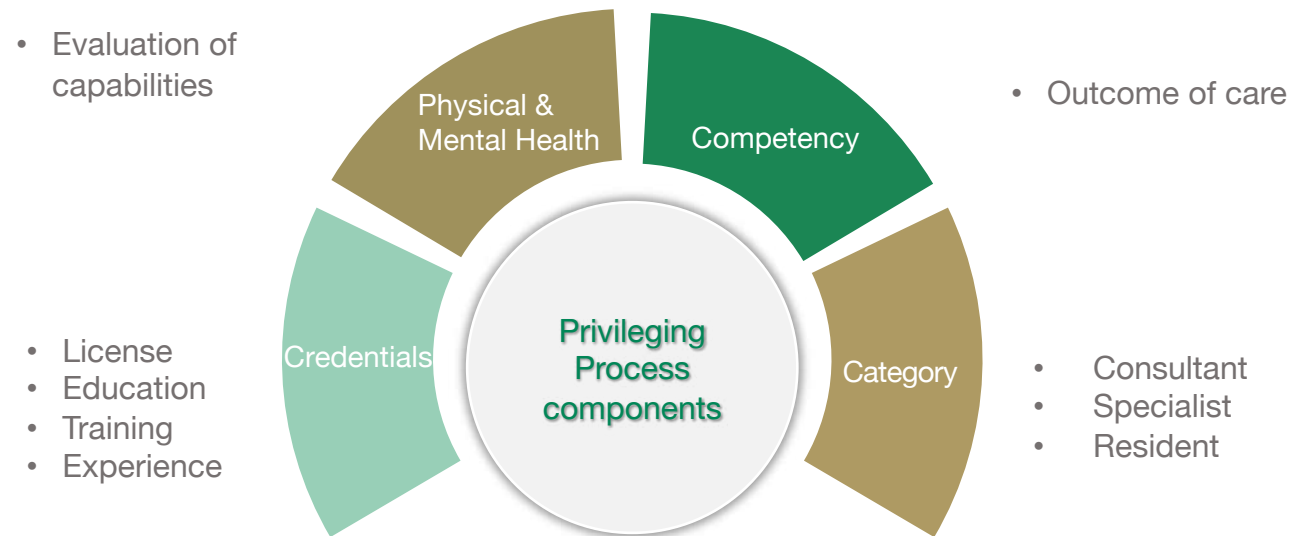 • Evaluation of
capabilities
Physical &
Mental Health
Competency
• Outcome of care
• License
• Education
• Training
• Experience
Credentials
Privileging
Process
components
Category
• Consultant
• Specialist
• Resident